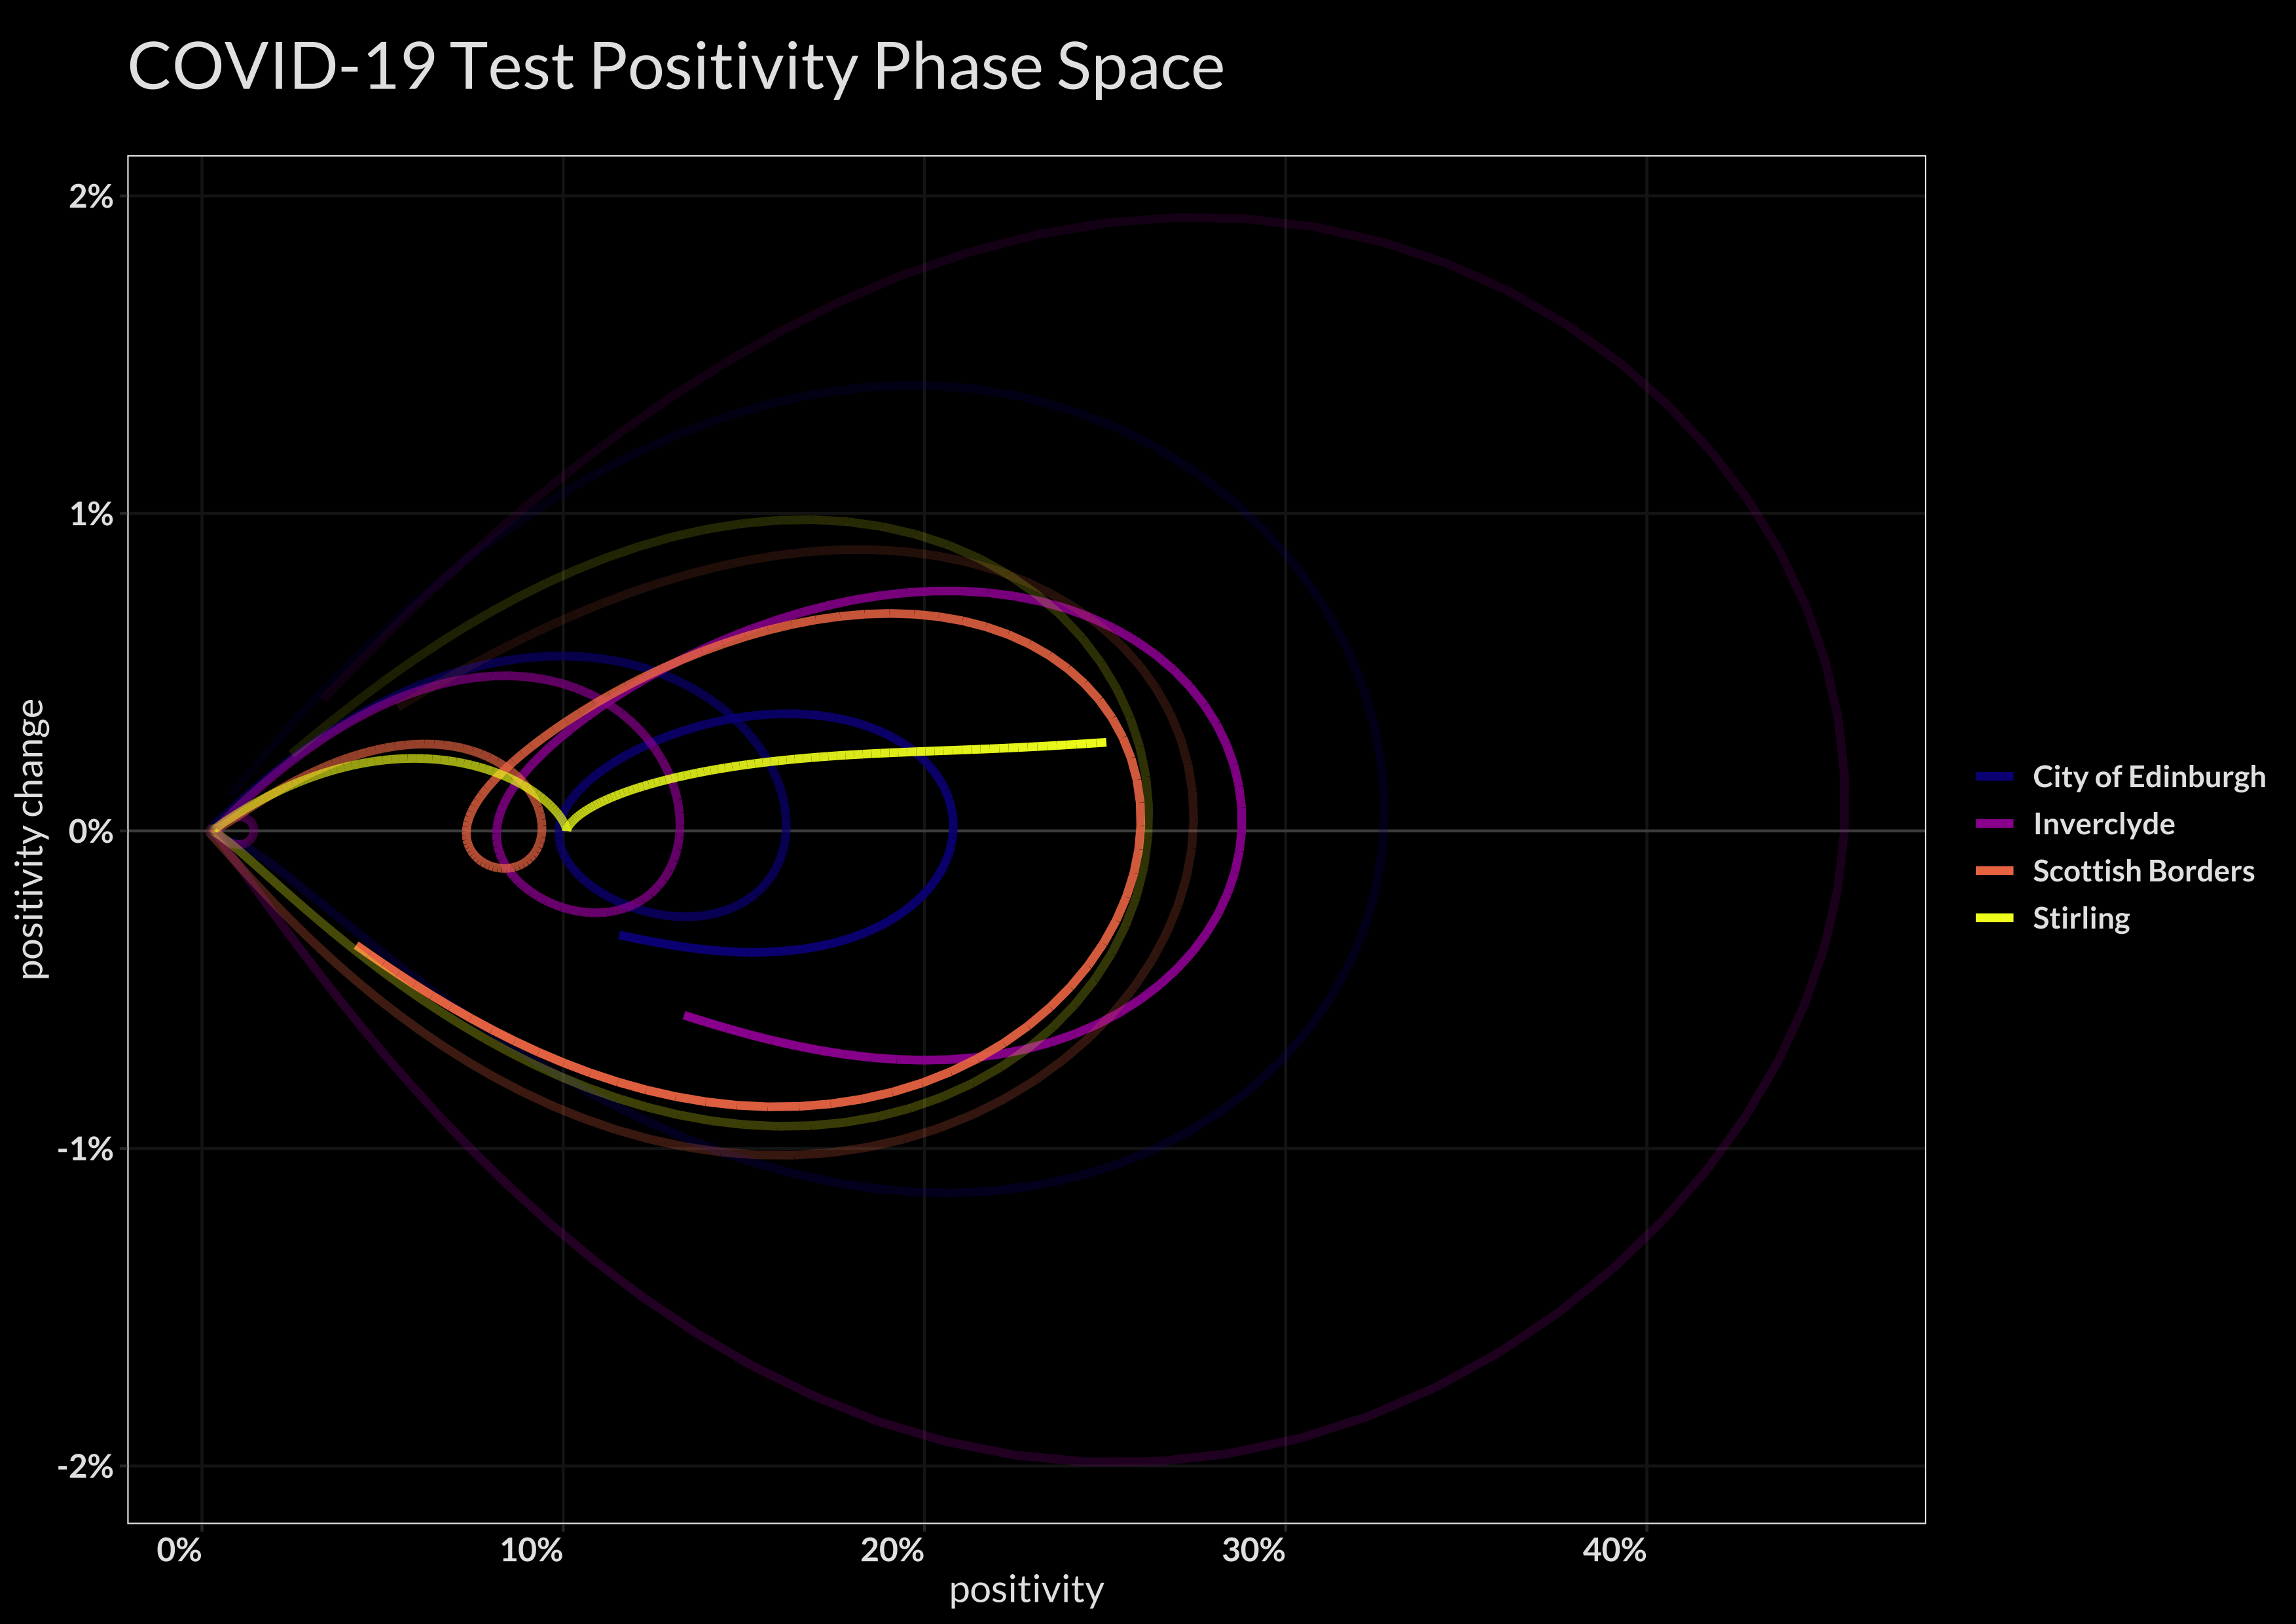 COVID-19 Test Positivity Phase Space
2%
1%
0%
-1%
-2%
positivity change
0%
10%
20%
30%
40%
positivity
City of Edinburgh
Inverclyde
Scottish Borders
Stirling